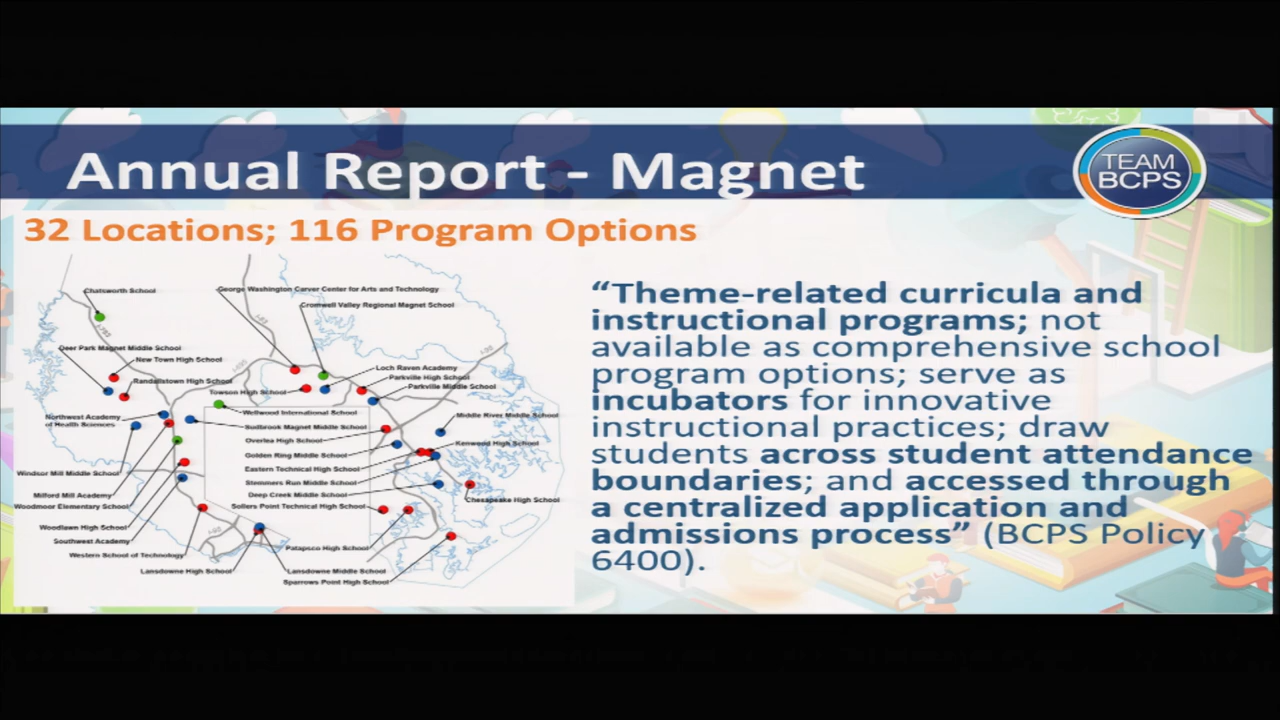 Annual Report - Magnet
TEAM
BCPS
32 Locations; 116 Program Options
Chatsworth School
George Washington Carver Center for Arts and Technology
Cromwell Valley Regional Magnet School
Deer Park Magnet Middle School
New Town High School
Randallstown High School
Loch Raven Academy
Parkville High School
Parkville Middle School
Towson High School
Northwest Academy
of Health Sciences
Wellwood International School
Sudbrook Magnet Middle School
Middle River Middle School
Overlea High School
Kenwood High School
Golden Ring Middle School
Eastern Technical High School
Windsor Mill Middle School
Stemmers Run Middle School
Milford Mill Academy
Deep Creek Middle School
Chesapeake High School
Woodmoor Elementary School
Sollers Point Technical High School
Woodlawn High School
Southwest Academy
Patapsco High School
Western School of Technology
Lansdowne High School
Lansdowne Middle School
Sparrows Point High School
“Theme-related curricula and
instructional programs; not
available as comprehensive school
program options; serve as
incubators for innovative
instructional practices; draw
students across student attendance
boundaries; and accessed through
a centralized application and
admissions process” (BCPS Policy
6400).